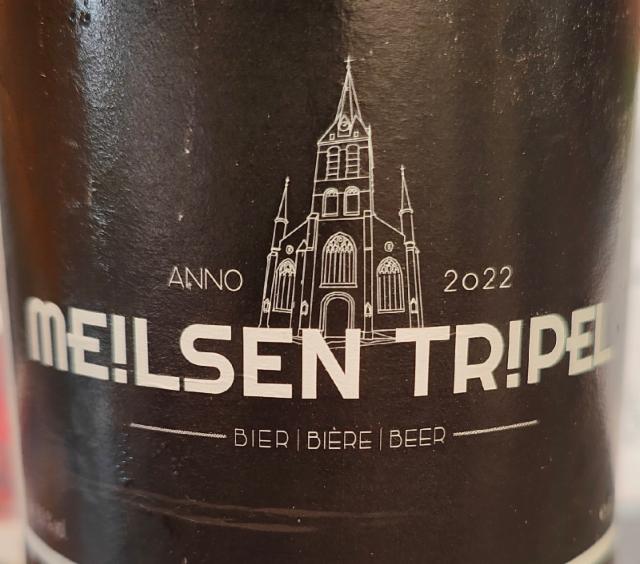 ANNO 2022
ME!LSEN TR!PEL
BIER | BIÈRE | BEER